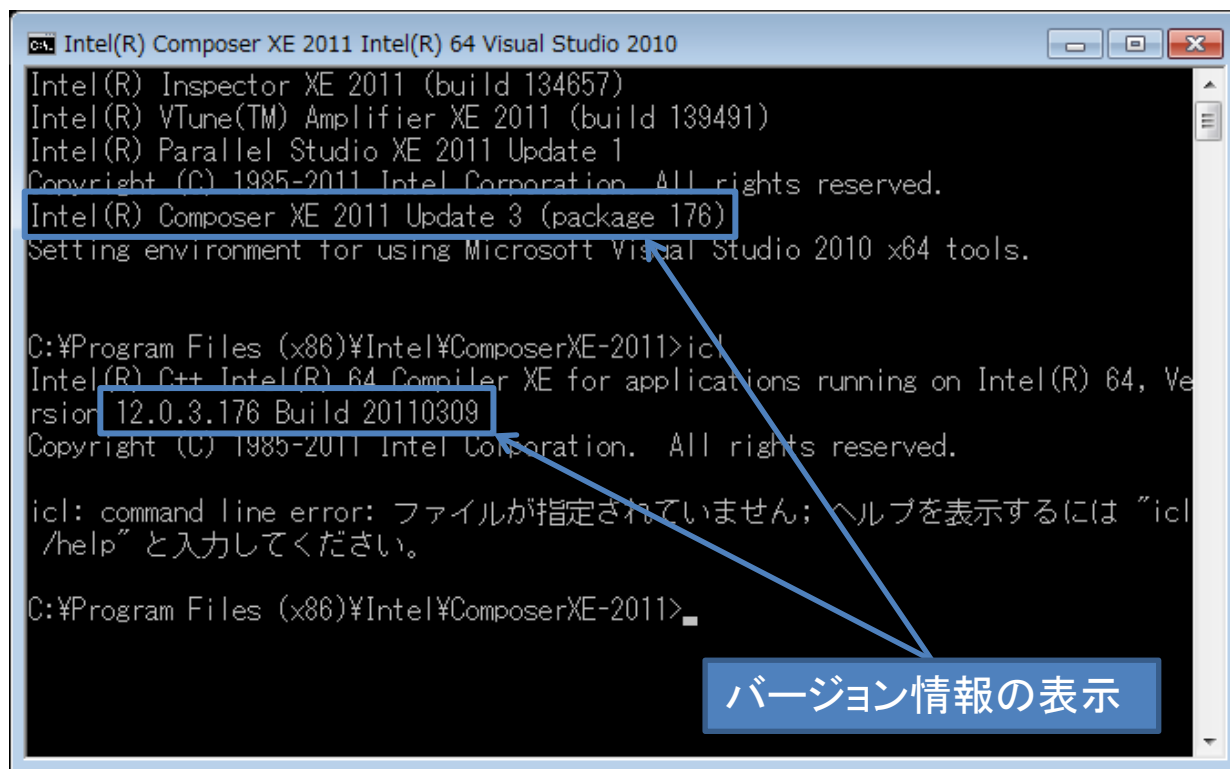 Intel(R) Composer XE 2011 Intel(R) 64 Visual Studio 2010
Intel(R) Inspector XE 2011 (build 134657)
Intel(R) VTune(TM) Amplifier XE 2011 (build 139491)
Intel(R) Parallel Studio XE 2011 Update 1
Copyright (C) 1985-2011 Intel Corporation. All rights reserved.
Intel(R) Composer XE 2011 Update 3 (package 176)
Setting environment for using Microsoft Visual Studio 2010 x64 tools.
C:¥Program Files (x86)¥Intel¥ComposerXE-2011>icl
Intel(R) C++ Intel(R) 64 Compiler XE for applications running on Intel(R) 64, Ve
rsion 12.0.3.176 Build 20110309
Copyright (C) 1985-2011 Intel Corporation.  All rights reserved.
icl: command line error: ファイルが指定されていません; ヘルプを表示するには "icl
/help" と入力してください。
C:¥Program Files (x86)¥Intel¥ComposerXE-2011>_
バージョン情報の表示